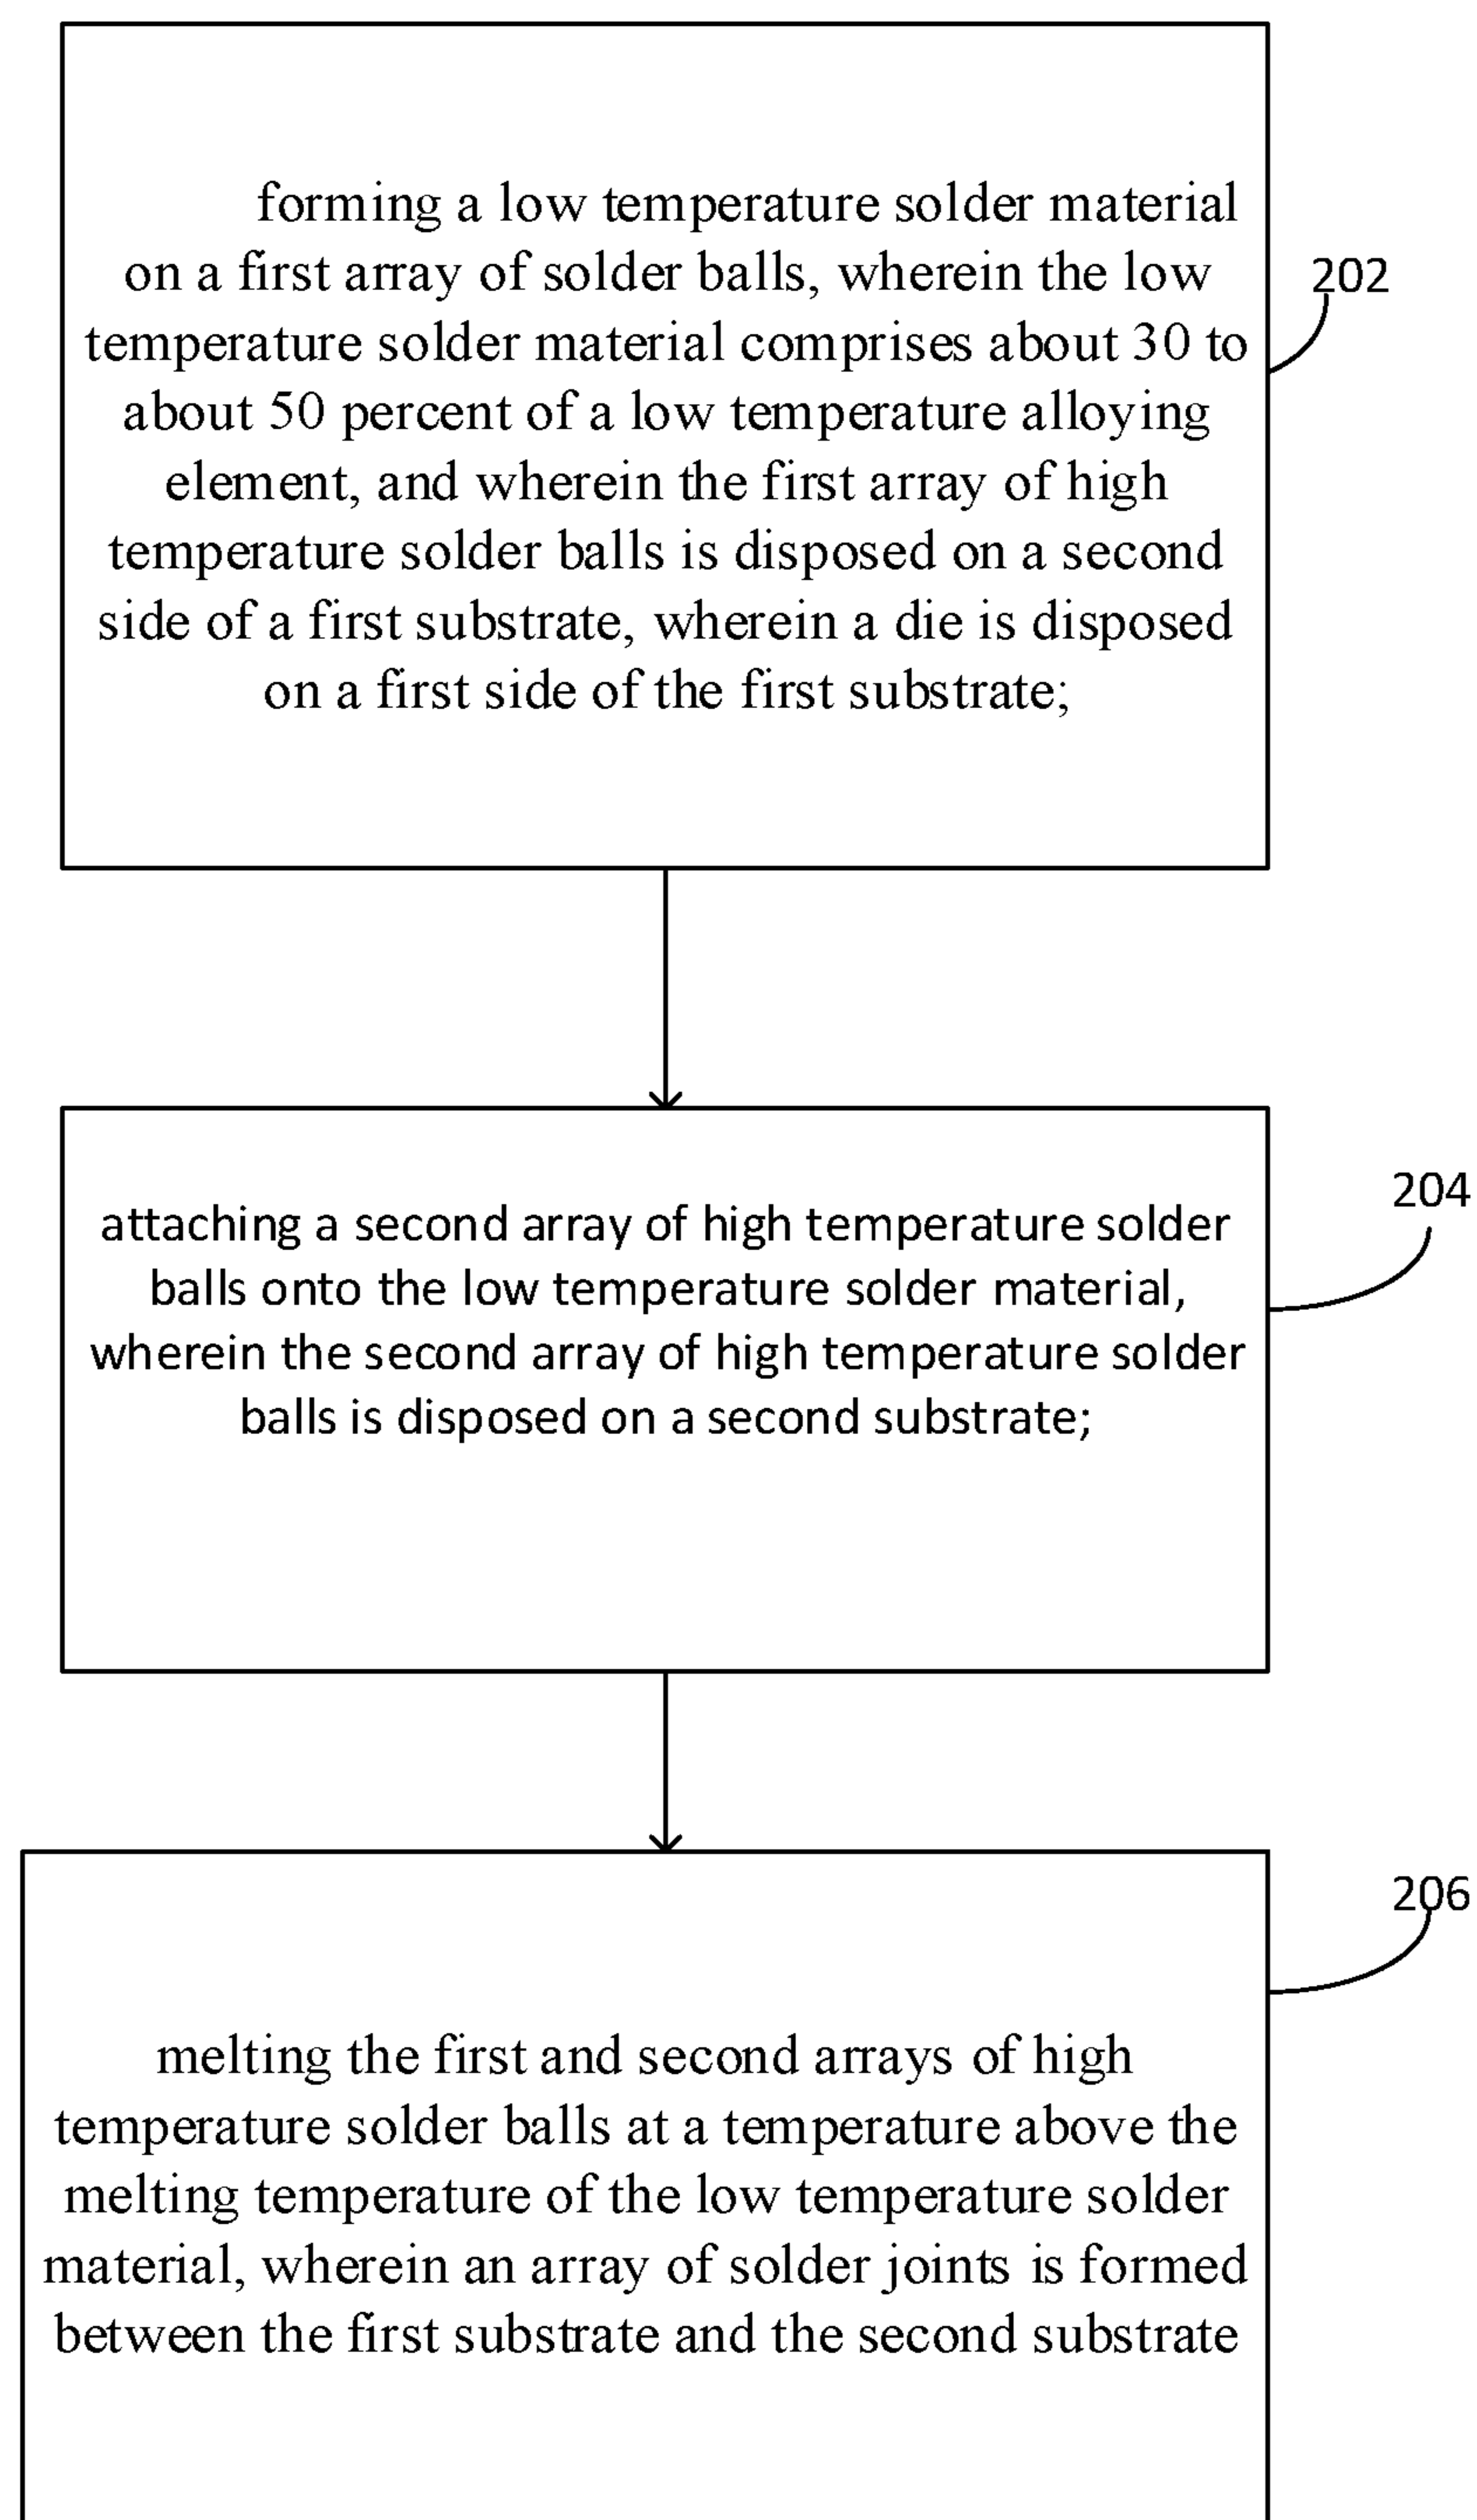 forming a low temperature solder material
on a first array of solder balls, wherein the low
202
temperature solder material comprises about 30 to
about 50 percent of a low temperature alloying
element, and wherein the first array of high
temperature solder balls is disposed on a second
side of a first substrate, wherein a die is disposed
on a first side of the first substrate;
204
attaching a second array of high temperature solder
balls onto the low temperature solder material,
wherein the second array of high temperature solder
balls is disposed on a second substrate;
206
melting the first and second arrays of high
temperature solder balls at a temperature above the
melting temperature of the low temperature solder
material, wherein an array of solder joints is formed
between the first substrate and the second substrate